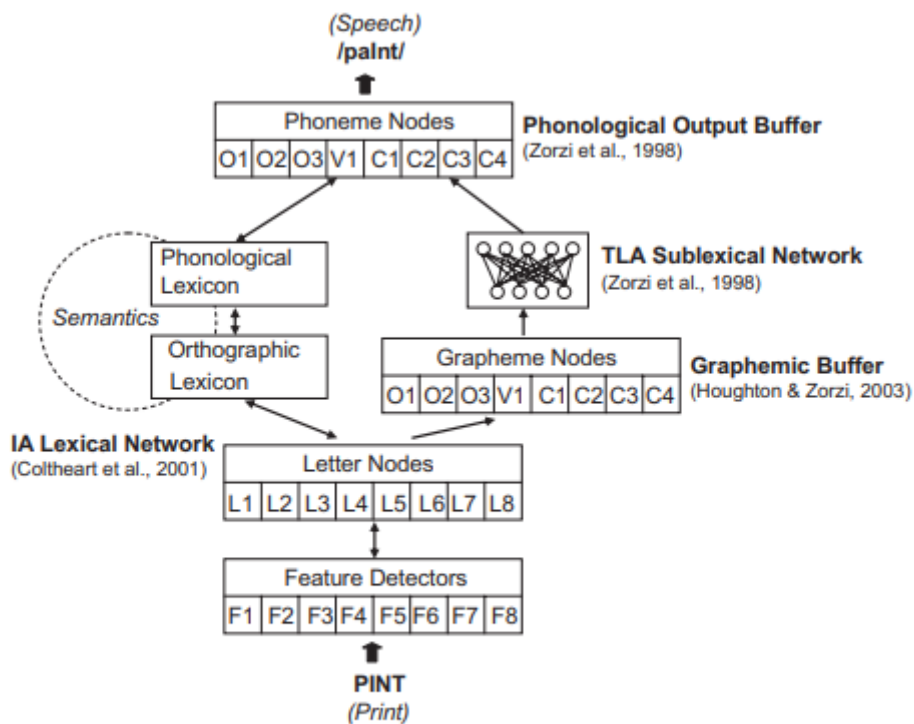 (Speech)
/paInt/
Phoneme Nodes
O1 O2 O3 V1 C1 C2 C3 C4
Phonological Output Buffer
(Zorzi et al., 1998)
Phonological
Lexicon
Semantics
Orthographic
Lexicon
TLA Sublexical Network
(Zorzi et al., 1998)
Grapheme Nodes
O1 O2 O3 V1 C1 C2 C3 C4
Graphemic Buffer
(Houghton & Zorzi, 2003)
IA Lexical Network
(Coltheart et al., 2001)
Letter Nodes
L1 L2 L3 L4 L5 L6 L7 L8
Feature Detectors
F1 F2 F3 F4 F5 F6 F7 F8
PINT
(Print)